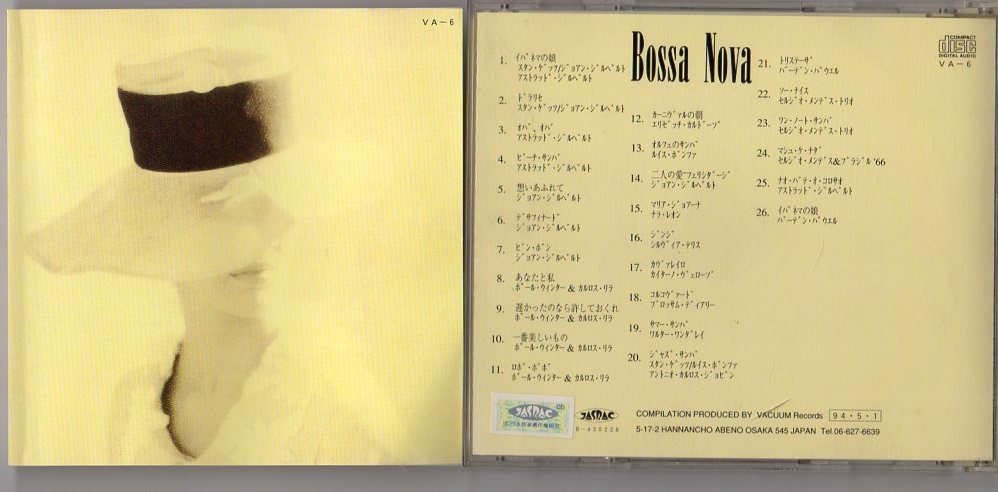 VA－6
Bossa Nova
COMPACT
disc
DIGITAL AUDIO
VA－6
1. イパネマの娘
スタン・ゲッツ/ジョアン・ジルベルト
アストラッド・ジルベルト
2. ドラリセ
スタン・ゲッツ/ジョアン・ジルベルト
3. オバ、オバ
アストラッド・ジルベルト
4. ビーチ・サンバ
アストラッド・ジルベルト
5. 想いあふれて
ジョアン・ジルベルト
6. デサフィナード
ジョアン・ジルベルト
7. ビン・ボン
ジョアン・ジルベルト
8. あなたと私
ポール・ウィンター & カルロス・リラ
9. 遅かったのなら許しておくれ
ポール・ウィンター & カルロス・リラ
10. 一番美しいもの
ポール・ウィンター & カルロス・リラ
11. ロボ・ボボ
ポール・ウィンター & カルロス・リラ
12. カーニヴァルの朝
エリゼッチ・カルドーゾ
13. オルフェのサンバ
ルイス・ボンファ
14. 二人の愛〜フェリシダージ
ジョアン・ジルベルト
15. マリア・ジョアーナ
ナラ・レオン
16. ジンジ
シルヴィア・テリス
17. カヴァレイロ
カイターノ・ヴェローゾ
18. コルコヴァード
ブロッサム・ディアリー
19. サマー・サンバ
ワルター・ワンダレイ
20. ジャズ・サンバ
スタン・ゲッツ/ルイス・ボンファ
アントニオ・カルロス・ジョビン
21. トリステーザ
バーデン・パウエル
22. ソー・ナイス
セルジオ・メンデス・トリオ
23. ワン・ノート・サンバ
セルジオ・メンデス・トリオ
24. マシュ・ケ・ナダ
セルジオ・メンデス&ブラジル '66
25. ナオ・バテ・オ・コロサオ
アストラッド・ジルベルト
26. イパネマの娘
バーデン・パウエル
JASRAC
CD
JASRAC
R-420228
COMPILATION PRODUCED BY VACUUM Records 94・5・1
5-17-2 HANNANCHO ABENO OSAKA 545 JAPAN Tel.06-627-6639